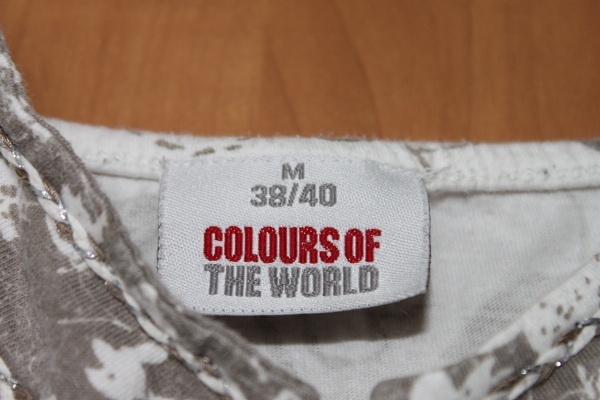 M
38/40
COLOURS OF
THE WORLD